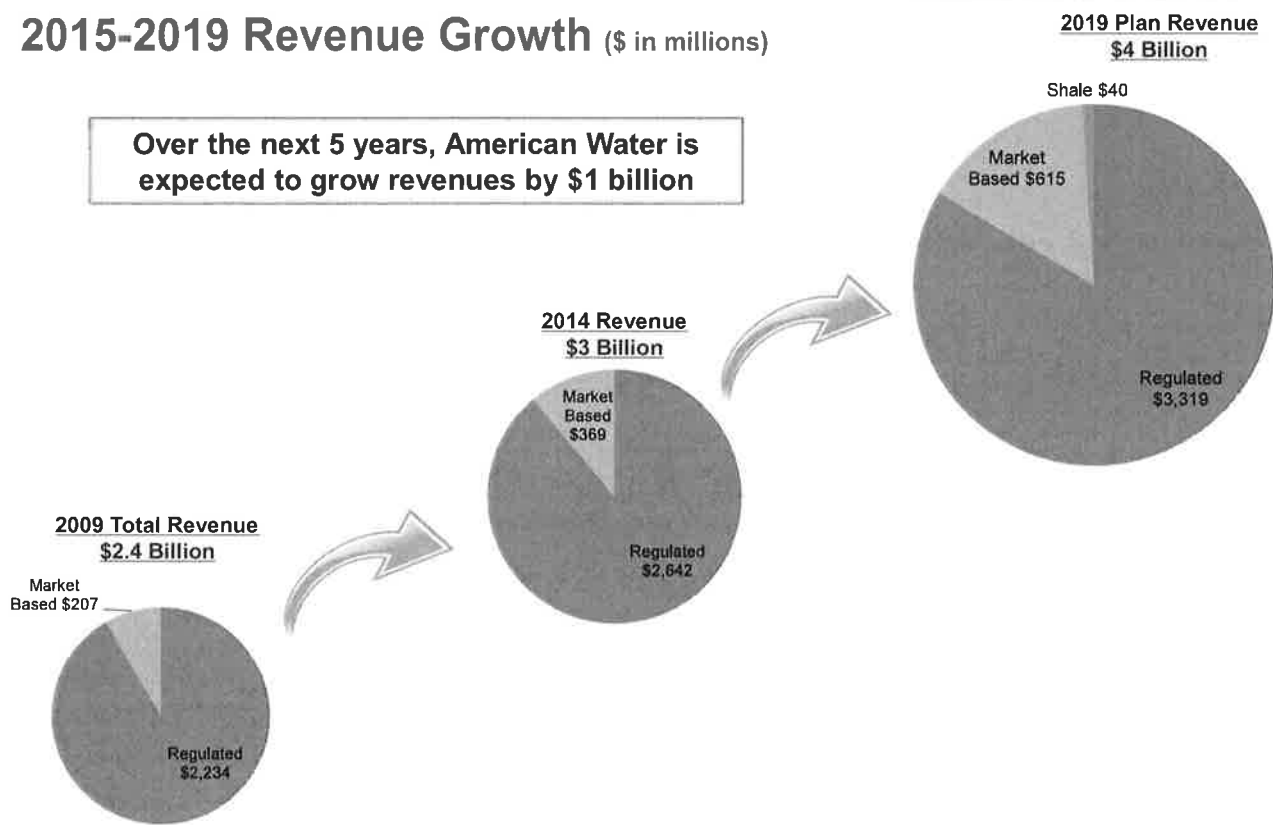 2015-2019 Revenue Growth ($ in millions)
Over the next 5 years, American Water is
expected to grow revenues by $1 billion
2019 Plan Revenue
$4 Billion
Shale $40
Market
Based $615
Regulated
$3,319
2014 Revenue
$3 Billion
Market
Based
$369
Regulated
$2,642
2009 Total Revenue
$2.4 Billion
Market
Based $207
Regulated
$2,234